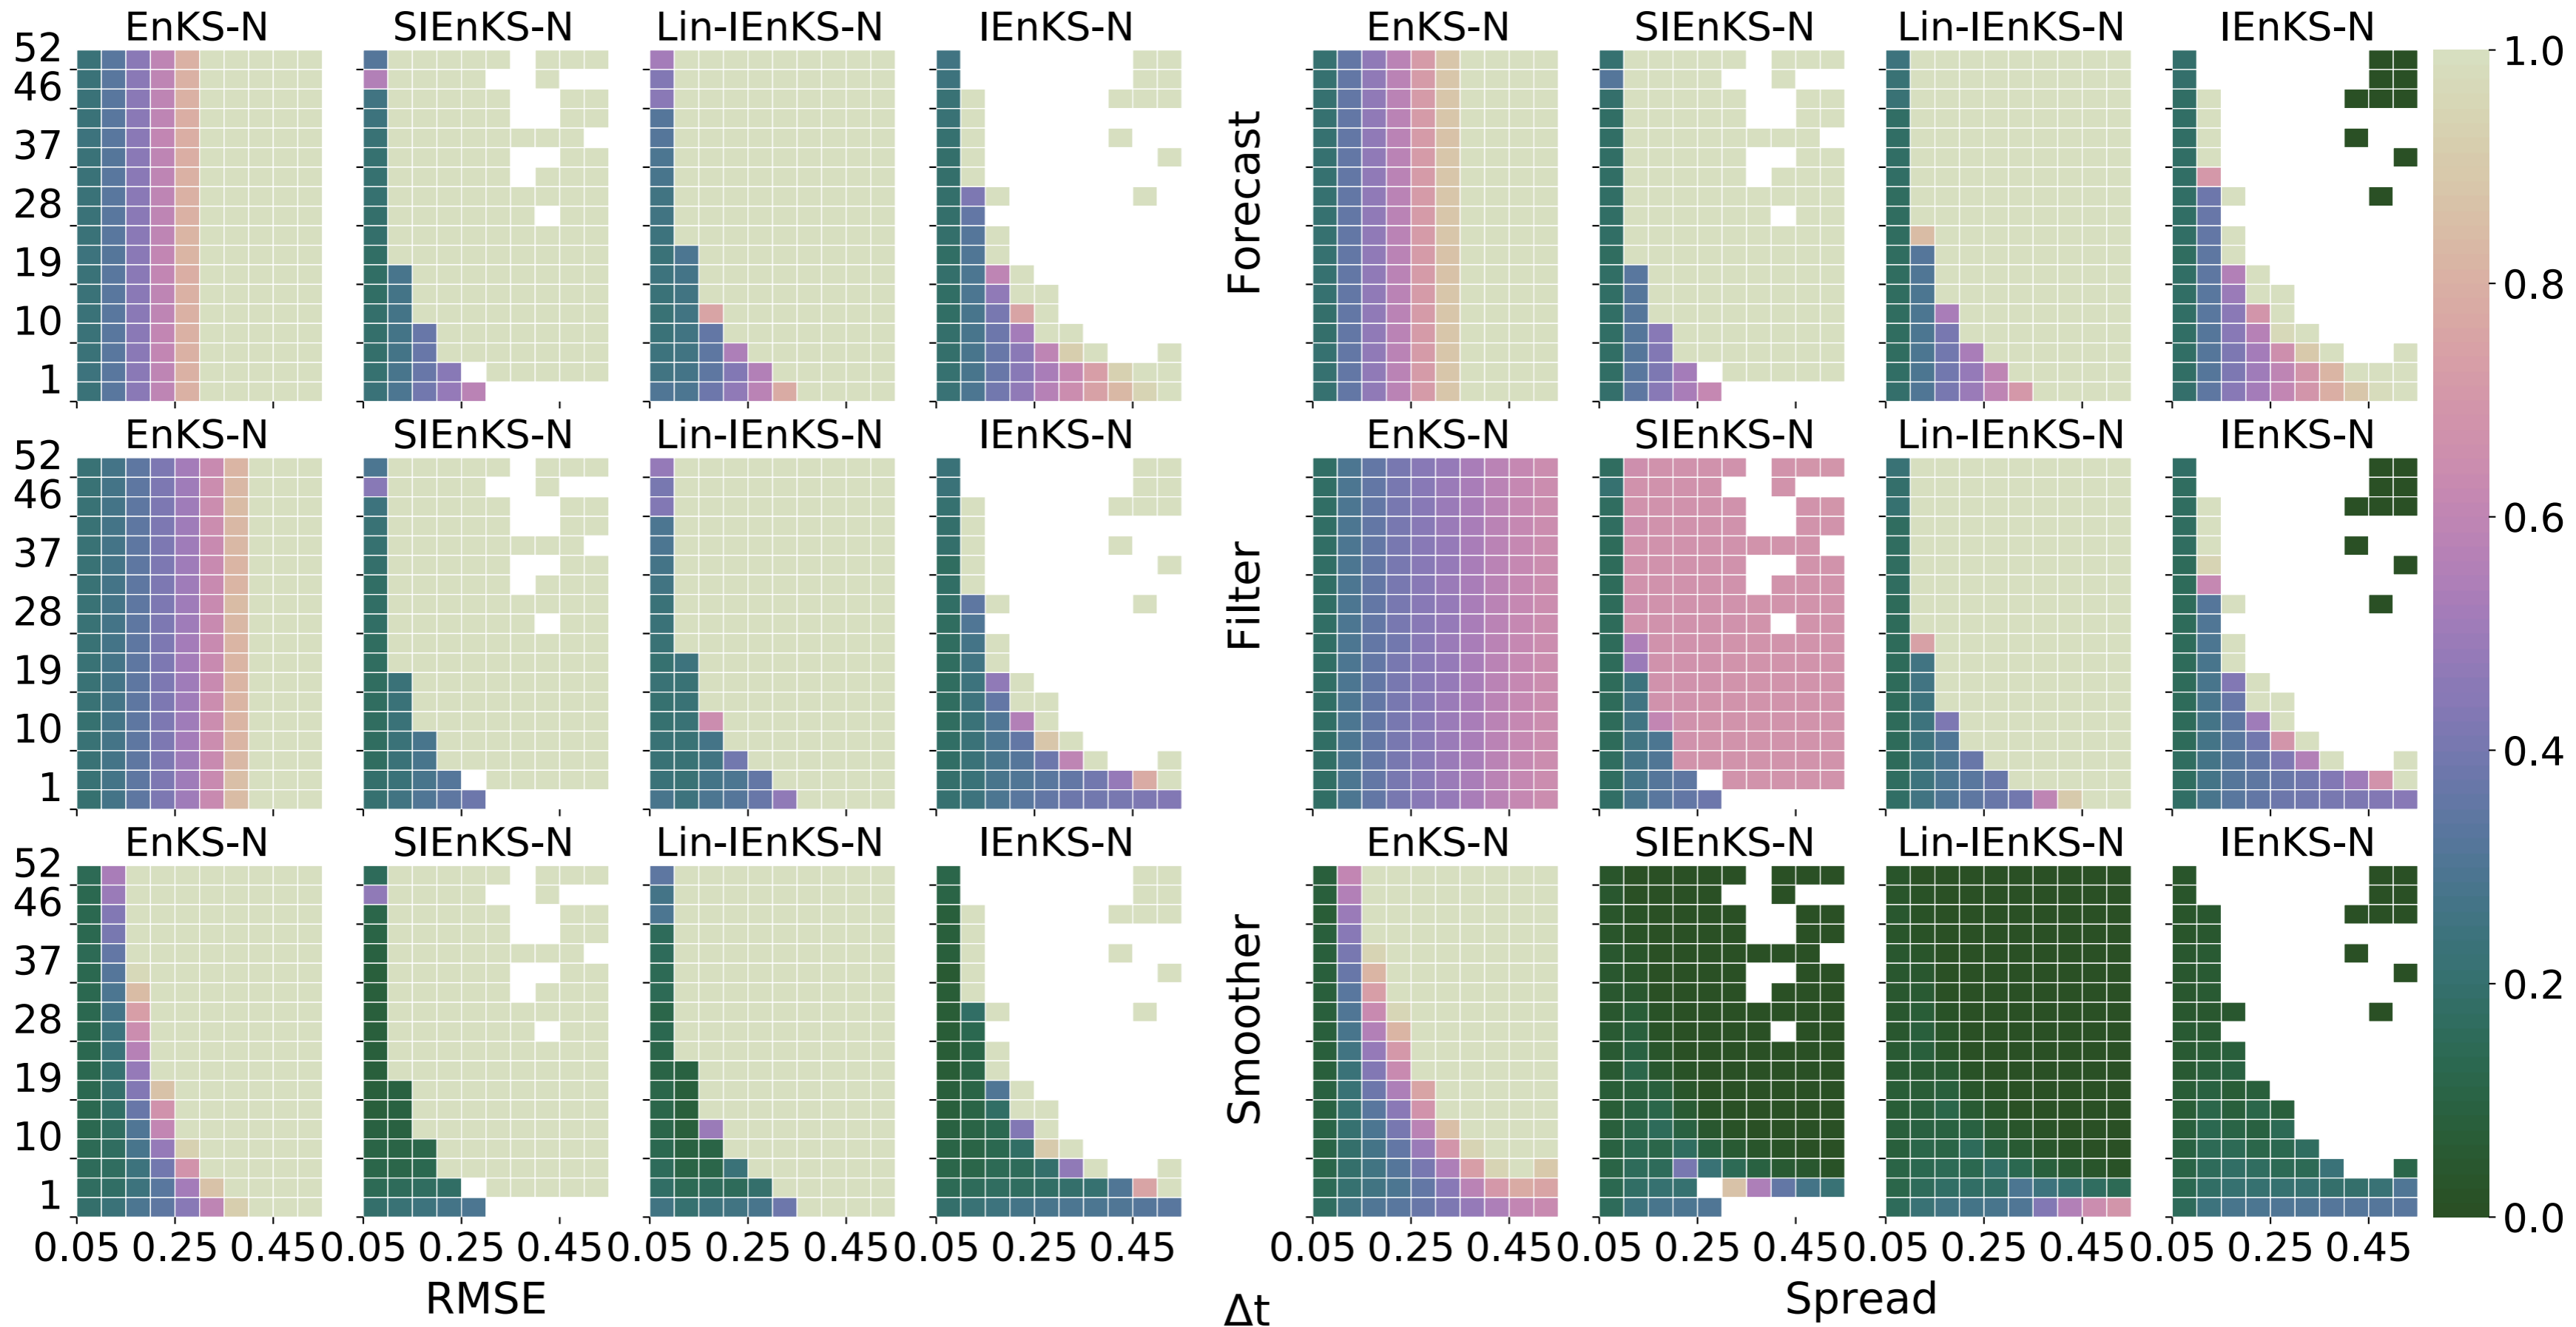 EnKS-N SIEnKS-N Lin-IEnKS-N IEnKS-N EnKS-N SIEnKS-N Lin-IEnKS-N IEnKS-N
52 46 37 28 19 10 1
Forecast
EnKS-N SIEnKS-N Lin-IEnKS-N IEnKS-N EnKS-N SIEnKS-N Lin-IEnKS-N IEnKS-N
52 46 37 28 19 10 1
Filter
EnKS-N SIEnKS-N Lin-IEnKS-N IEnKS-N EnKS-N SIEnKS-N Lin-IEnKS-N IEnKS-N
52 46 37 28 19 10 1
Smoother
1.0
0.8
0.6
0.4
0.2
0.0
0.05 0.25 0.45 0.05 0.25 0.45 0.05 0.25 0.45 0.05 0.25 0.45 0.05 0.25 0.45 0.05 0.25 0.45 0.05 0.25 0.45 0.05 0.25 0.45
RMSE Δt Spread